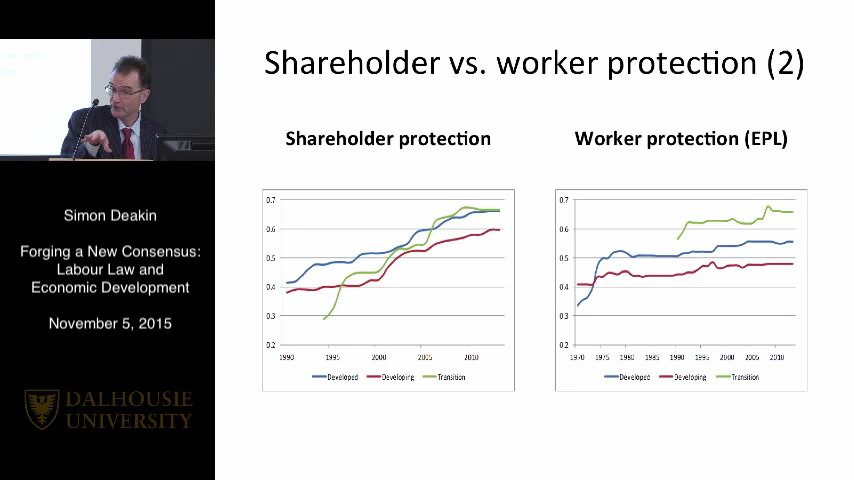 Shareholder vs. worker protection (2)
Simon Deakin
Forging a New Consensus:
Labour Law and
Economic Development
November 5, 2015
DALHOUSIE
UNIVERSITY
Shareholder protection
0.7
0.6
0.5
0.4
0.3
0.2
1990 1995 2000 2005 2010
Developed Developing Transition
Worker protection (EPL)
0.7
0.6
0.5
0.4
0.3
0.2
1970 1975 1980 1985 1990 1995 2000 2005 2010
Developed Developing Transition